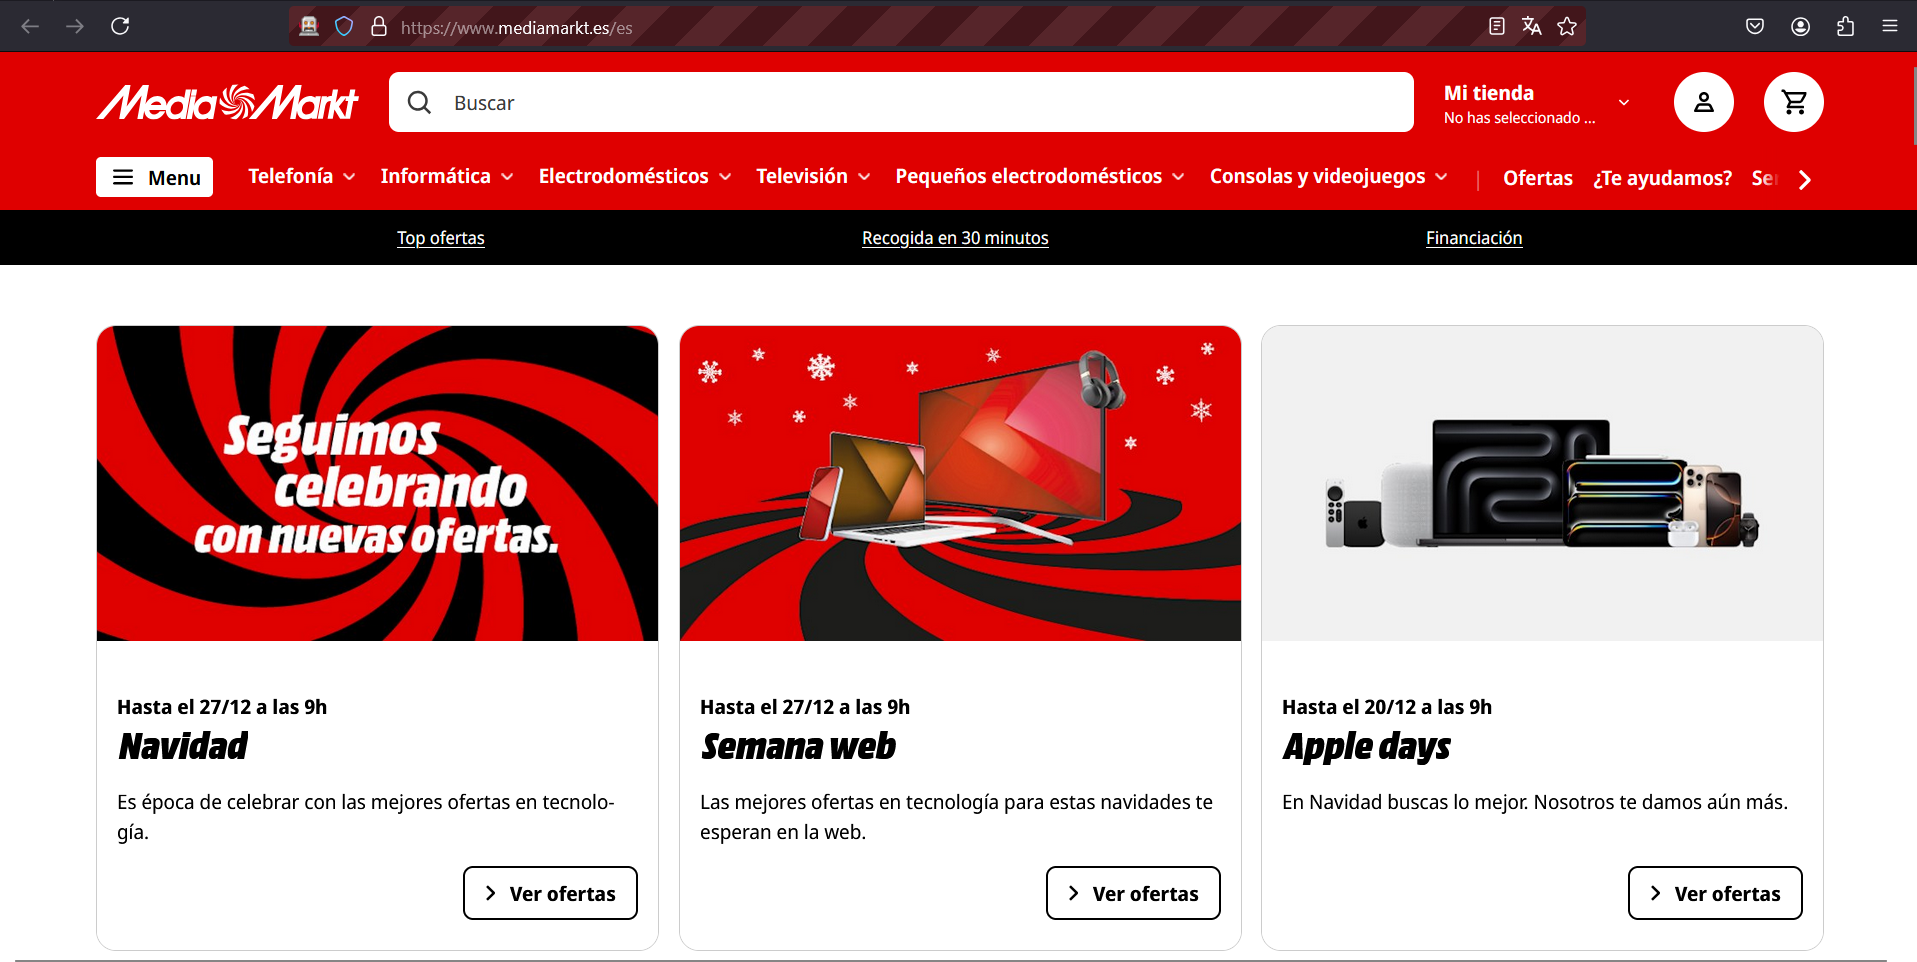 https://www.mediamarkt.es/es
MediaMarkt
Buscar
Mi tienda
No has seleccionado ...
Menu
Telefonía
Informática
Electrodomésticos
Televisión
Pequeños electrodomésticos
Consolas y videojuegos
Ofertas
¿Te ayudamos?
Top ofertas
Recogida en 30 minutos
Financiación
Seguimos
celebrando
con nuevas ofertas.
Hasta el 27/12 a las 9h
Navidad
Es época de celebrar con las mejores ofertas en tecnolo-
gía.
Ver ofertas
Hasta el 27/12 a las 9h
Semana web
Las mejores ofertas en tecnología para estas navidades te
esperan en la web.
Ver ofertas
Hasta el 20/12 a las 9h
Apple days
En Navidad buscas lo mejor. Nosotros te damos aún más.
Ver ofertas